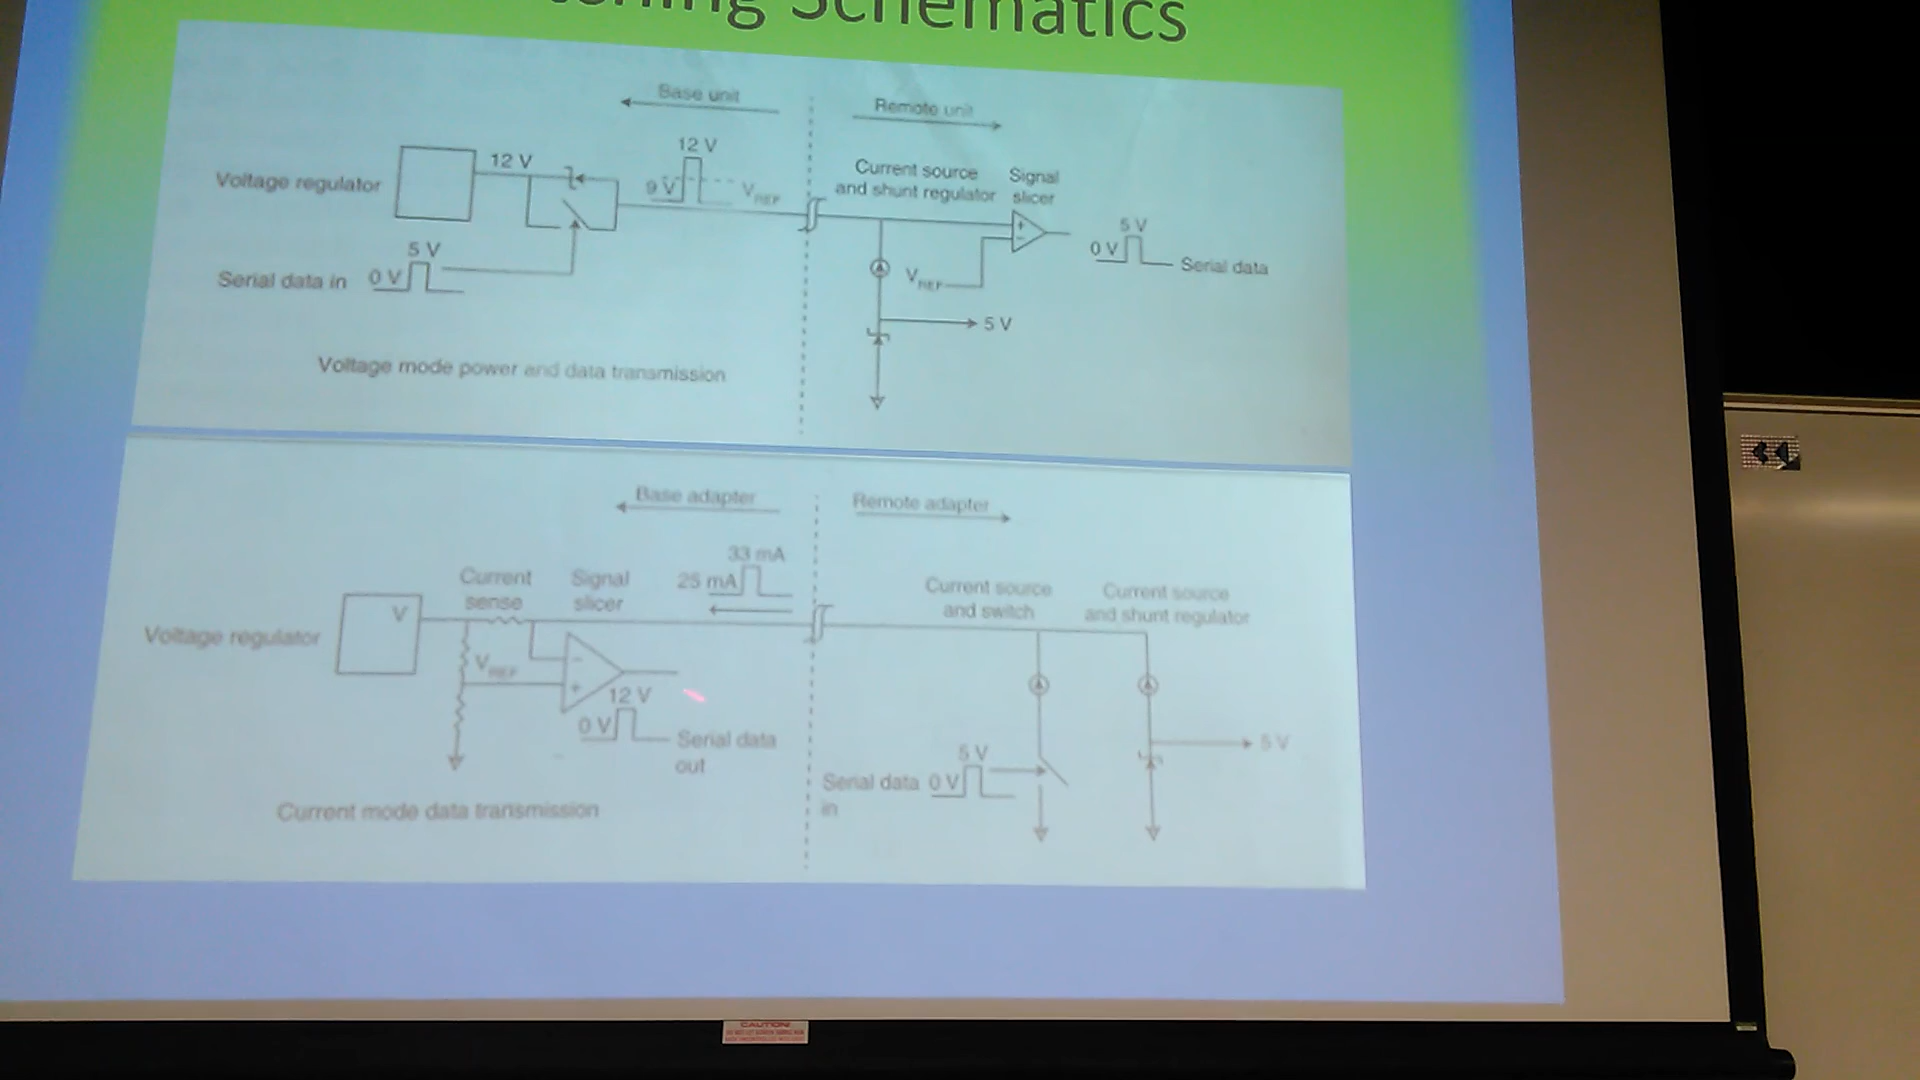 Schematics
Base unit
Remote unit
12 V
12 V
Voltage regulator
9 V
VREF
Current source
and shunt regulator
Signal
slicer
5 V
0 V
Serial data
5 V
Serial data in
0 V
VREF
5 V
Voltage mode power and data transmission
Base adapter
Remote adapter
33 mA
25 mA
Current
sense
Signal
slicer
Current source
and switch
Current source
and shunt regulator
V
Voltage regulator
VREF
12 V
0 V
Serial data
out
5 V
5 V
Serial data
in
0 V
Current mode data transmission
CAUTION!